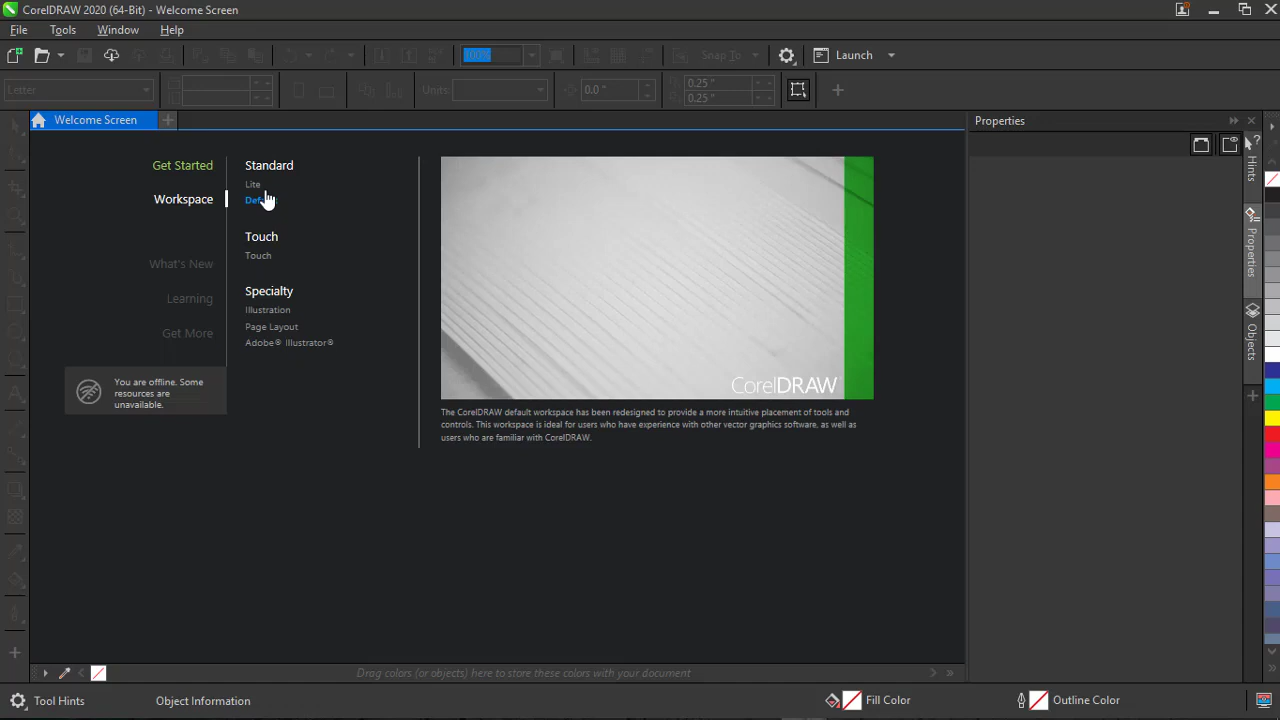 CorelDRAW 2020 (64-Bit) - Welcome Screen
File Tools Window Help
100% Snap To Launch
Letter Units: 0.0 " 0.25 "
0.25 "
Welcome Screen
Properties
Get Started
Workspace
What's New
Learning
Get More
You are offline. Some
resources are
unavailable.
Standard
Lite
Touch
Touch
Specialty
Illustration
Page Layout
Adobe® Illustrator®
CorelDRAW
The CorelDRAW default workspace has been redesigned to provide a more intuitive placement of tools and
controls. This workspace is ideal for users who have experience with other vector graphics software, as well as
users who are familiar with CorelDRAW.
Hints
Properties
Objects
Drag colors (or objects) here to store these colors with your document
Tool Hints Object Information Fill Color Outline Color